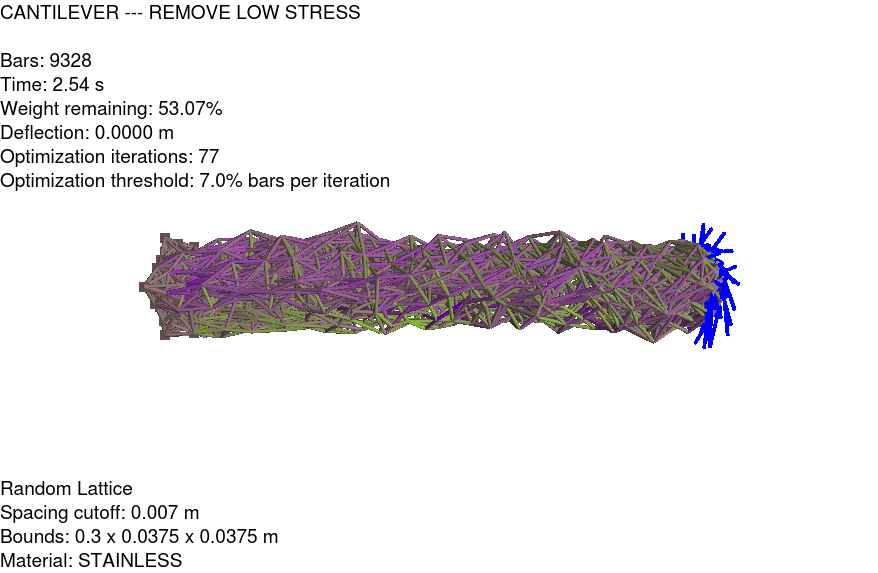 CANTILEVER --- REMOVE LOW STRESS
Bars: 9328
Time: 2.54 s
Weight remaining: 53.07%
Deflection: 0.0000 m
Optimization iterations: 77
Optimization threshold: 7.0% bars per iteration
Random Lattice
Spacing cutoff: 0.007 m
Bounds: 0.3 x 0.0375 x 0.0375 m
Material: STAINLESS